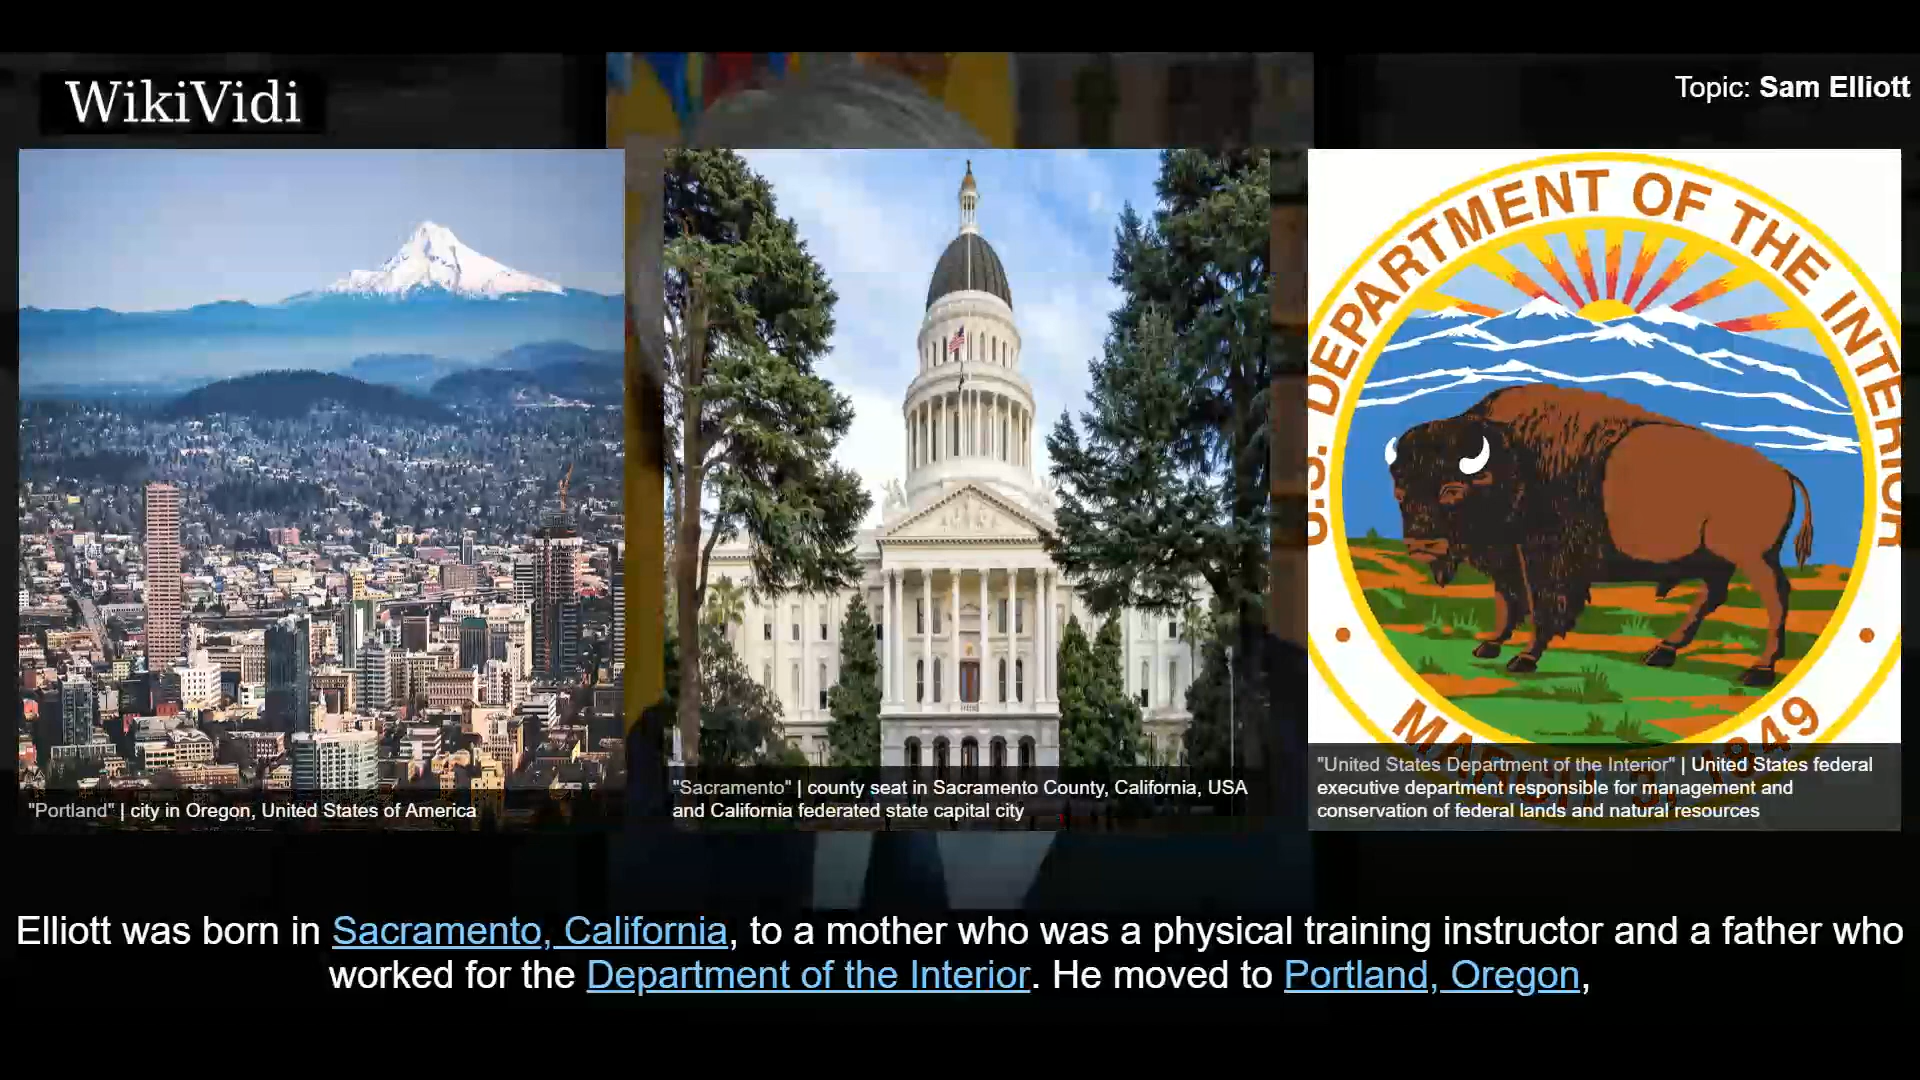 WikiVidi
Topic: Sam Elliott
"Portland" | city in Oregon, United States of America
"Sacramento" | county seat in Sacramento County, California, USA
and California federated state capital city
U.S. DEPARTMENT OF THE INTERIOR
MARCH 3, 1849
"United States Department of the Interior" | United States federal
executive department responsible for management and
conservation of federal lands and natural resources
Elliott was born in Sacramento, California, to a mother who was a physical training instructor and a father who
worked for the Department of the Interior. He moved to Portland, Oregon,